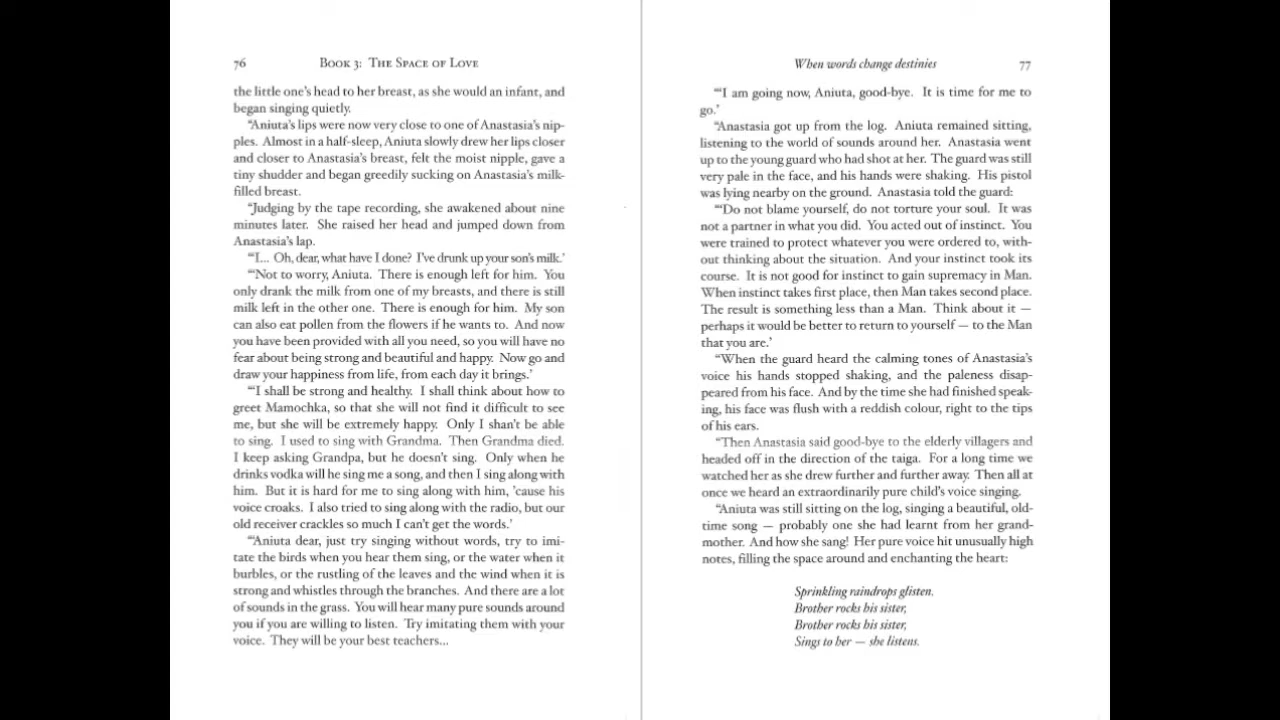 76 BOOK 3: THE SPACE OF LOVE
the little one's head to her breast, as she would an infant, and
began singing quietly.
"Aniuta's lips were now very close to one of Anastasia's nip-
ples. Almost in a half-sleep, Aniuta slowly drew her lips closer
and closer to Anastasia's breast, felt the moist nipple, gave a
tiny shudder and began greedily sucking on Anastasia's milk-
filled breast.
"Judging by the tape recording, she awakened about nine
minutes later. She raised her head and jumped down from
Anastasia's lap.
"'I... Oh, dear, what have I done? I've drunk up your son's milk.'
"'Not to worry, Aniuta. There is enough left for him. You
only drank the milk from one of my breasts, and there is still
milk left in the other one. There is enough for him. My son
can also eat pollen from the flowers if he wants to. And now
you have been provided with all you need, so you will have no
fear about being strong and beautiful and happy. Now go and
draw your happiness from life, from each day it brings.'
"'I shall be strong and healthy. I shall think about how to
greet Mamochka, so that she will not find it difficult to see
me, but she will be extremely happy. Only I shan't be able
to sing. I used to sing with Grandma. Then Grandma died.
I keep asking Grandpa, but he doesn't sing. Only when he
drinks vodka will he sing me a song, and then I sing along with
him. But it is hard for me to sing along with him, 'cause his
voice croaks. I also tried to sing along with the radio, but our
old receiver crackles so much I can't get the words.'
"'Aniuta dear, just try singing without words, try to imi-
tate the birds when you hear them sing, or the water when it
burbles, or the rustling of the leaves and the wind when it is
strong and whistles through the branches. And there are a lot
of sounds in the grass. You will hear many pure sounds around
you if you are willing to listen. Try imitating them with your
voice. They will be your best teachers...
When words change destinies 77
"'I am going now, Aniuta, good-bye. It is time for me to
go.'
"Anastasia got up from the log. Aniuta remained sitting,
listening to the world of sounds around her. Anastasia went
up to the young guard who had shot at her. The guard was still
very pale in the face, and his hands were shaking. His pistol
was lying nearby on the ground. Anastasia told the guard:
"'Do not blame yourself, do not torture your soul. It was
not a partner in what you did. You acted out of instinct. You
were trained to protect whatever you were ordered to, with-
out thinking about the situation. And your instinct took its
course. It is not good for instinct to gain supremacy in Man.
When instinct takes first place, then Man takes second place.
The result is something less than a Man. Think about it —
perhaps it would be better to return to yourself — to the Man
that you are.'
"When the guard heard the calming tones of Anastasia's
voice his hands stopped shaking, and the paleness disap-
peared from his face. And by the time she had finished speak-
ing, his face was flush with a reddish colour, right to the tips
of his ears.
"Then Anastasia said good-bye to the elderly villagers and
headed off in the direction of the taiga. For a long time we
watched her as she drew further and further away. Then all at
once we heard an extraordinarily pure child's voice singing.
"Aniuta was still sitting on the log, singing a beautiful, old-
time song — probably one she had learnt from her grand-
mother. And how she sang! Her pure voice hit unusually high
notes, filling the space around and enchanting the heart:
Sprinkling raindrops glisten.
Brother rocks his sister,
Brother rocks his sister,
Sings to her — she listens.